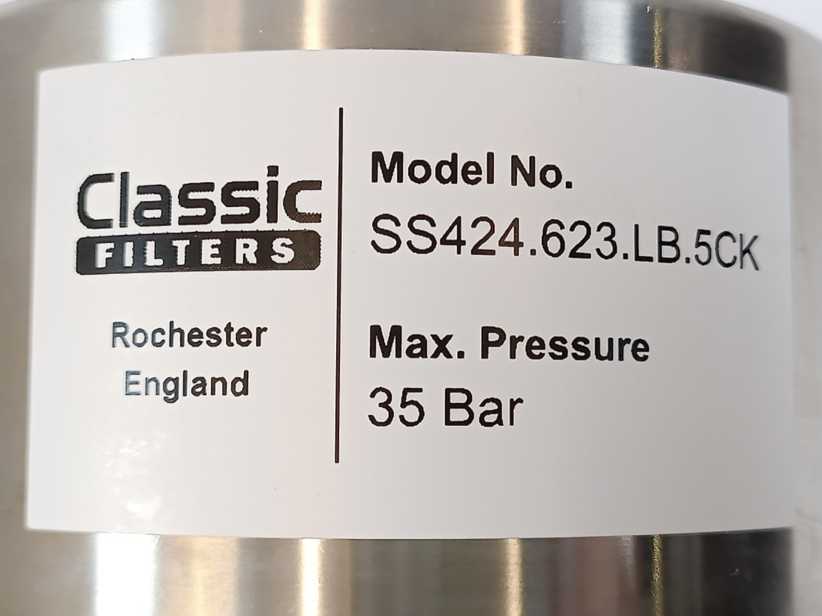 Classic
FILTERS
Rochester
England
Model No.
SS424.623.LB.5CK
Max. Pressure
35 Bar